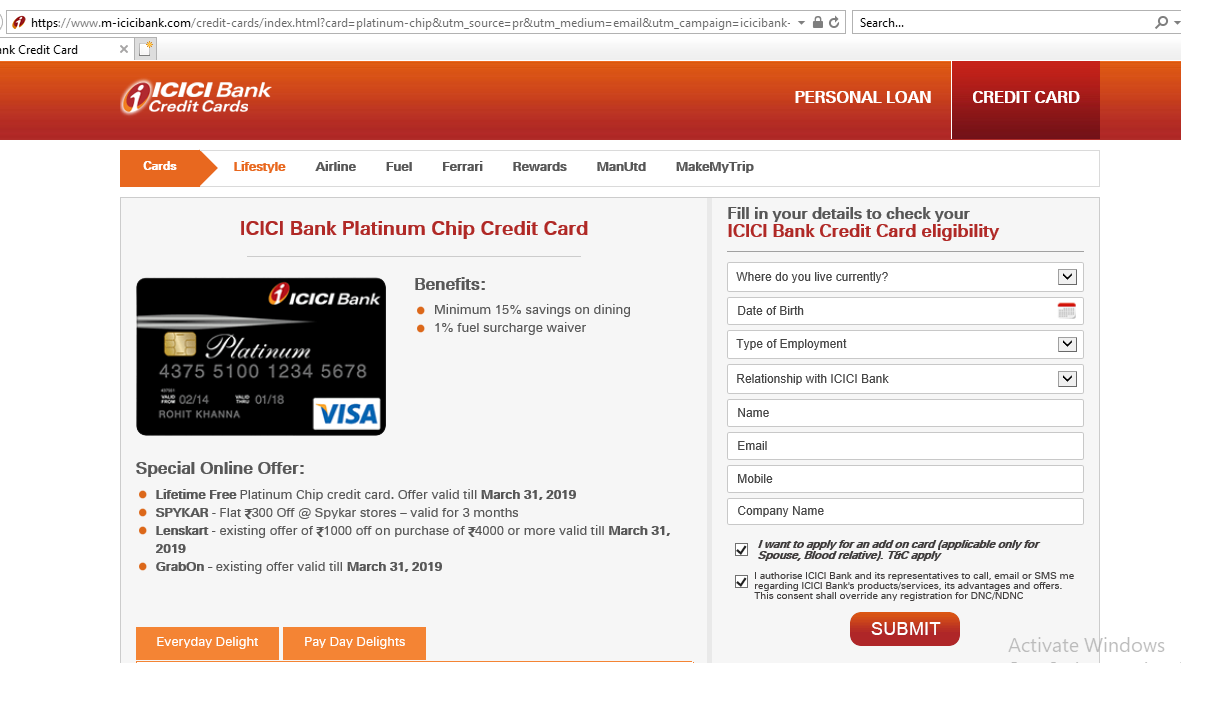 https://www.m-icicibank.com/credit-cards/index.html?card=platinum-chip&utm_source=pr&utm_medium=email&utm_campaign=icicibank-
Search...
nk Credit Card
ICICI Bank
Credit Cards
PERSONAL LOAN
CREDIT CARD
Cards
Lifestyle
Airline
Fuel
Ferrari
Rewards
ManUtd
MakeMyTrip
ICICI Bank Platinum Chip Credit Card
ICICI Bank
Platinum
4375 5100 1234 5678
VALID FROM 02/14 VALID THRU 01/18
ROHIT KHANNA
VISA
Benefits:
Minimum 15% savings on dining
1% fuel surcharge waiver
Special Online Offer:
Lifetime Free Platinum Chip credit card. Offer valid till March 31, 2019
SPYKAR - Flat ₹300 Off @ Spykar stores – valid for 3 months
Lenskart - existing offer of ₹1000 off on purchase of ₹4000 or more valid till March 31,
2019
GrabOn - existing offer valid till March 31, 2019
Everyday Delight
Pay Day Delights
Fill in your details to check your
ICICI Bank Credit Card eligibility
Where do you live currently?
Date of Birth
Type of Employment
Relationship with ICICI Bank
Name
Email
Mobile
Company Name
I want to apply for an add on card (applicable only for
Spouse, Blood relative). T&C apply
I authorise ICICI Bank and its representatives to call, email or SMS me
regarding ICICI Bank's products/services, its advantages and offers.
This consent shall override any registration for DNC/NDNC
SUBMIT
Activate Windows